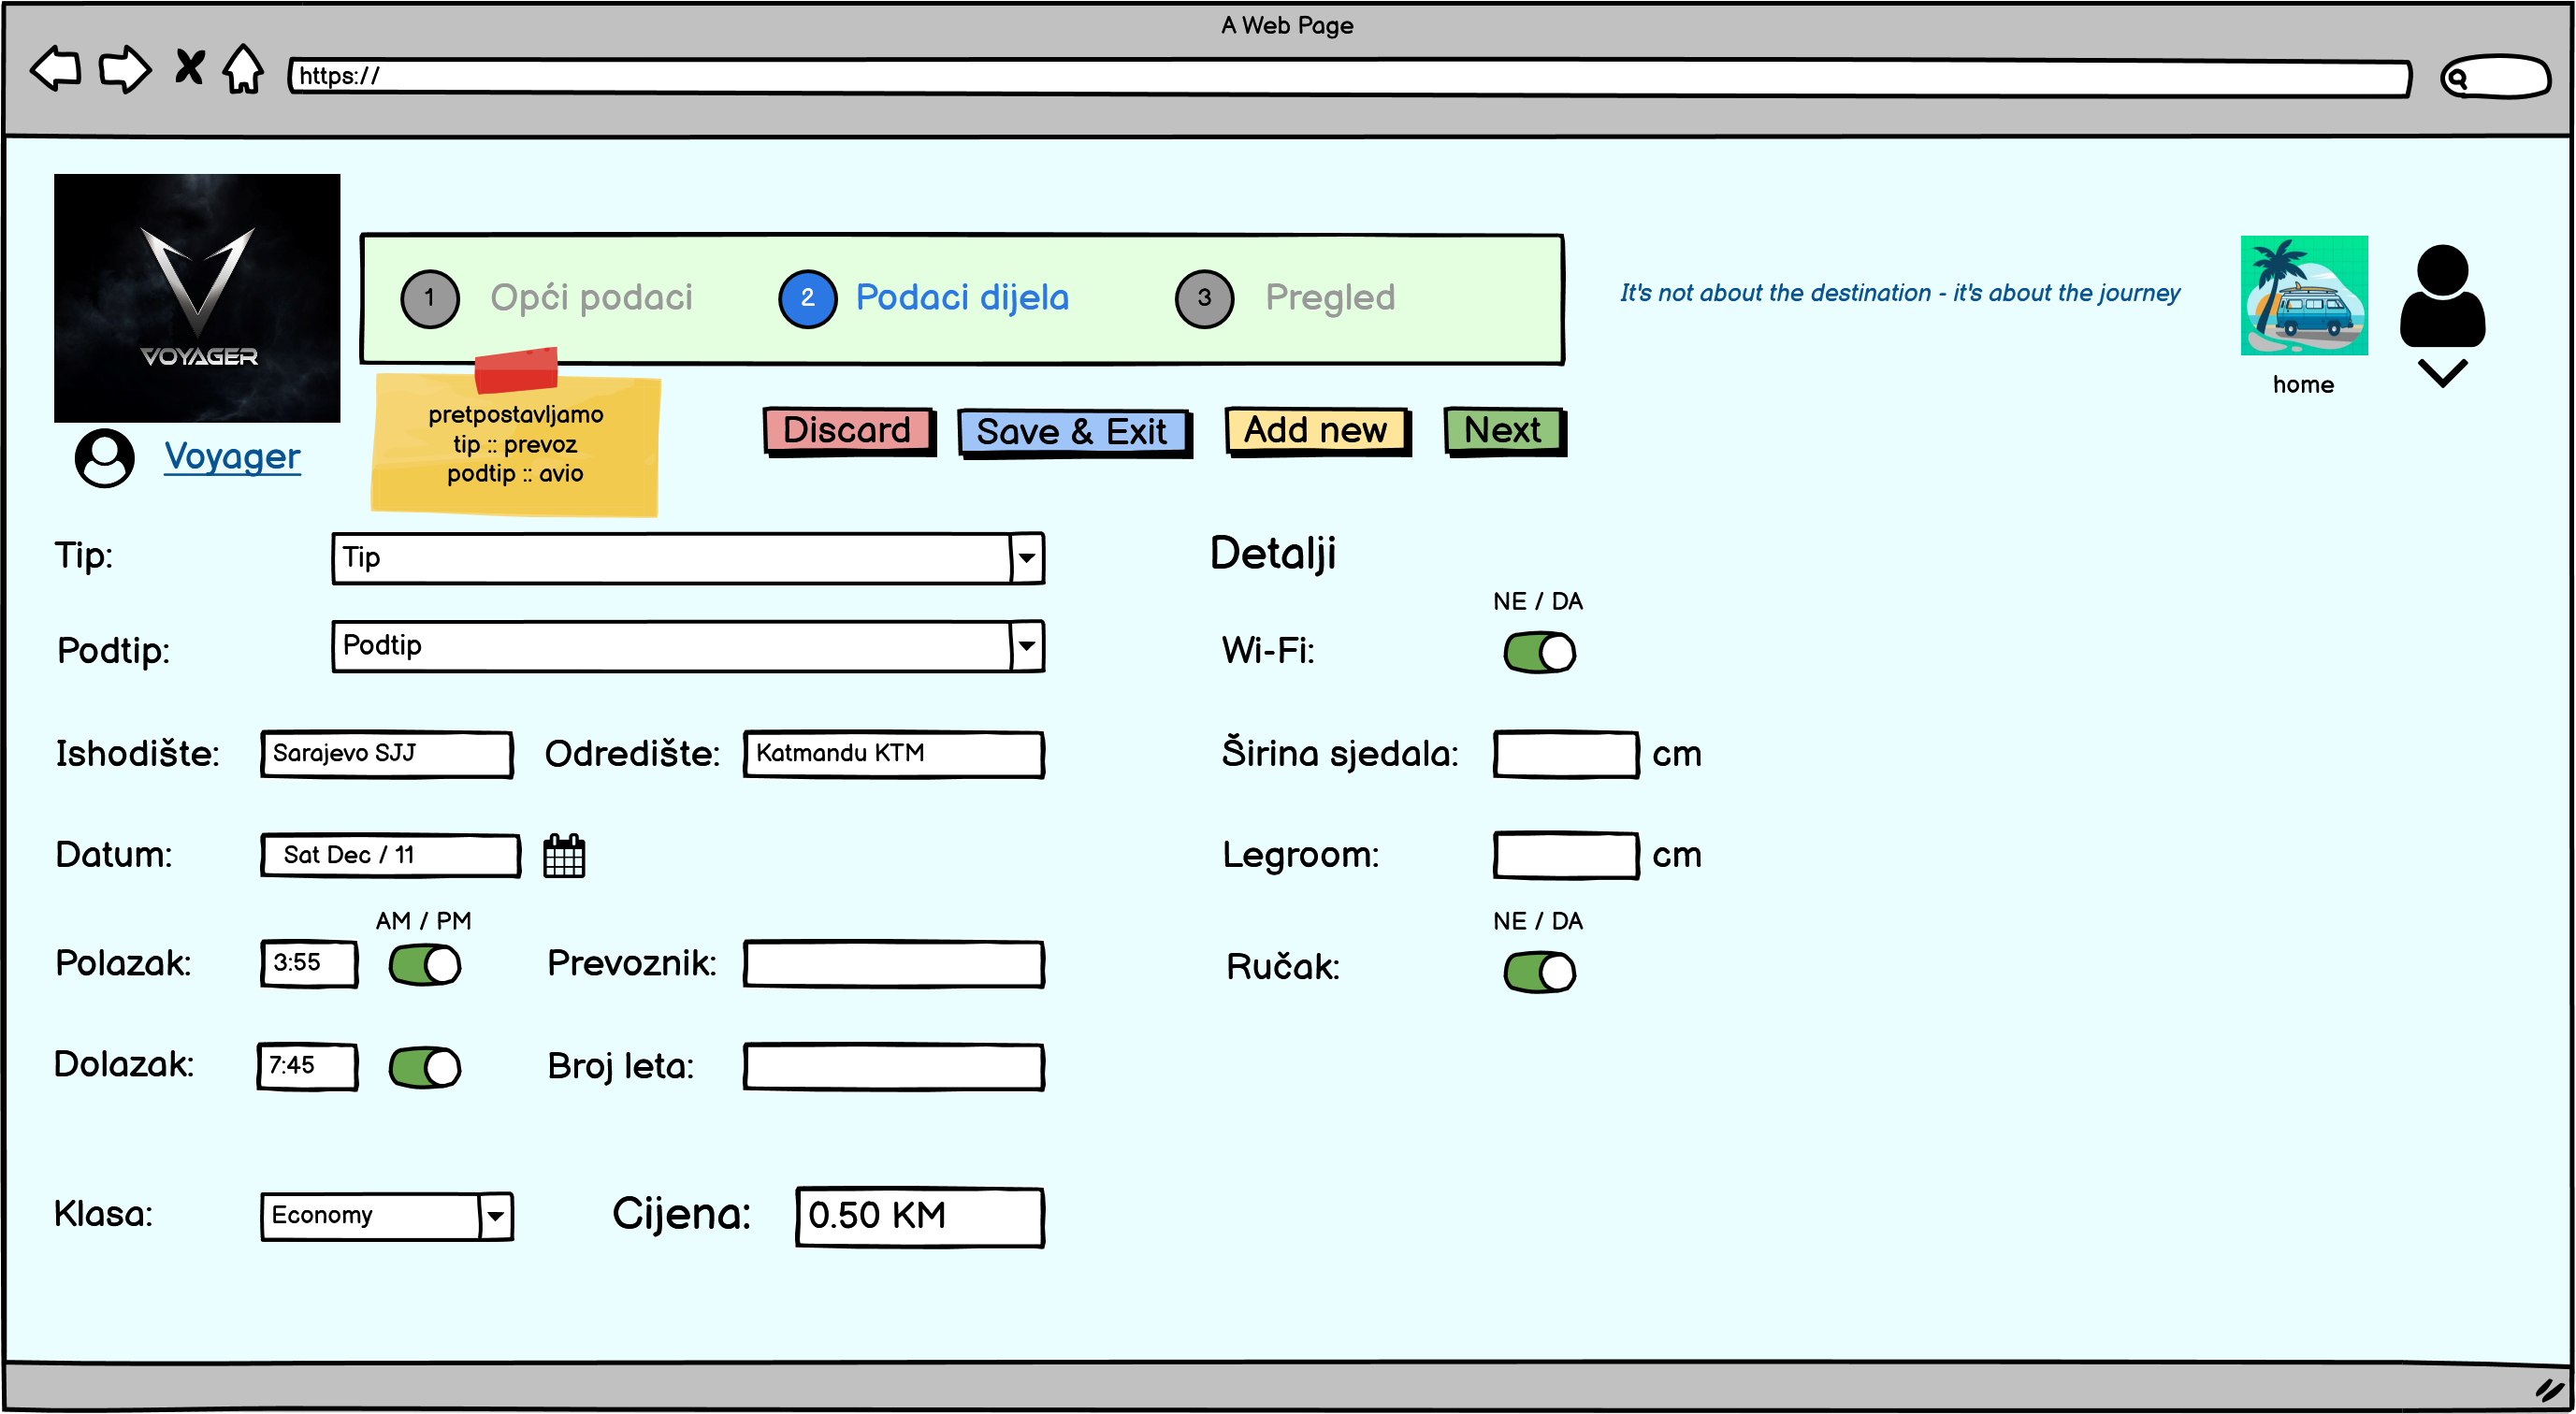 A Web Page
https://
VOYAGER
1 Opći podaci 2 Podaci dijela 3 Pregled
It's not about the destination - it's about the journey
home
Voyager
pretpostavljamo
tip :: prevoz
podtip :: avio
Discard Save & Exit Add new Next
Tip: Tip
Podtip: Podtip
Ishodište: Sarajevo SJJ Odredište: Katmandu KTM
Datum: Sat Dec / 11
AM / PM
Polazak: 3:55 Prevoznik:
Dolazak: 7:45 Broj leta:
Klasa: Economy Cijena: 0.50 KM
Detalji
NE / DA
Wi-Fi:
Širina sjedala: cm
Legroom: cm
NE / DA
Ručak: